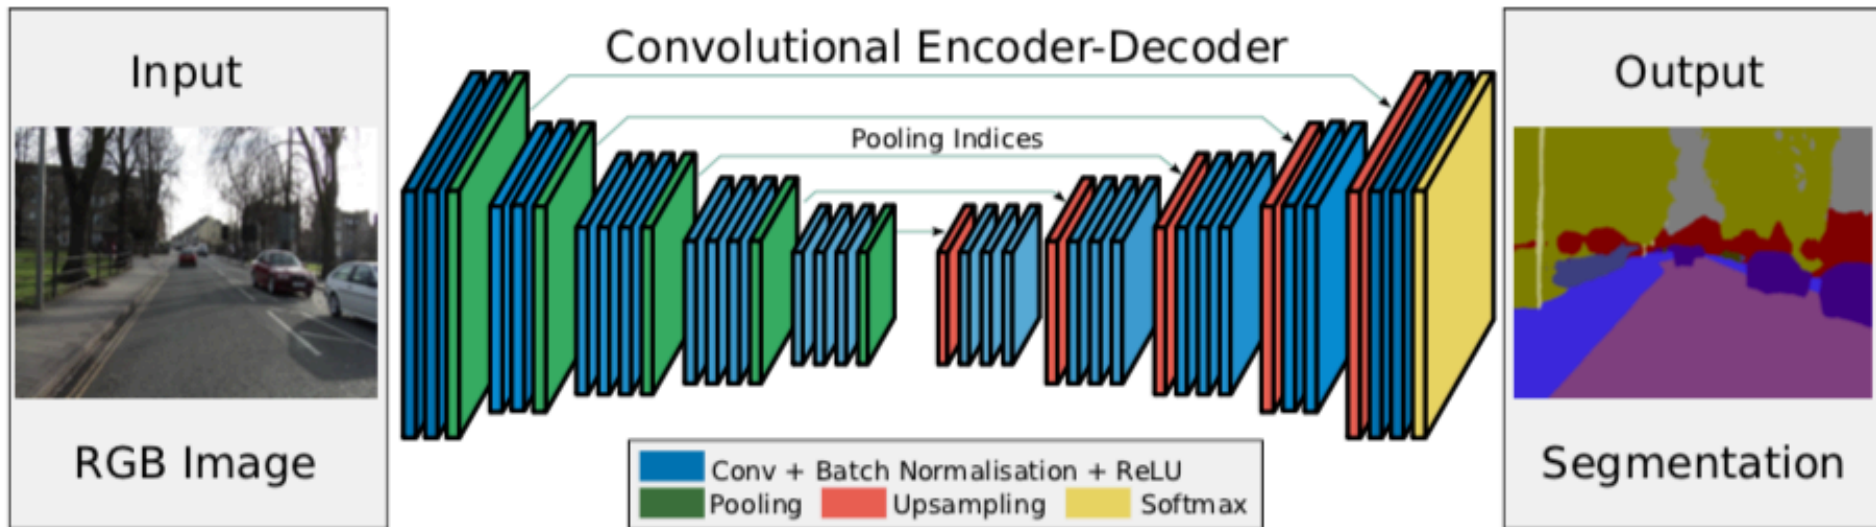 Input
RGB Image
Convolutional Encoder-Decoder
Pooling Indices
Conv + Batch Normalisation + ReLU
Pooling Upsampling Softmax
Output
Segmentation